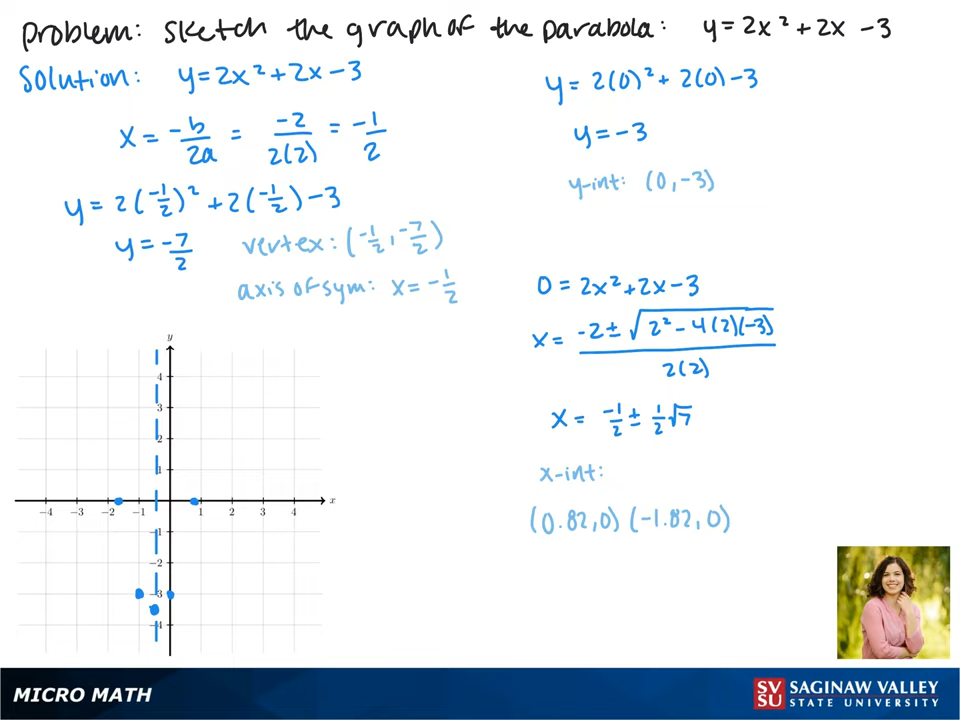 problem: sketch the graph of the parabola: y = 2x² + 2x - 3
Solution: y = 2x² + 2x - 3
x = -b/2a = -2/2(2) = -1/2
y = 2(-1/2)² + 2(-1/2) - 3
y = -7/2
vertex: (-1/2, -7/2)
axis of sym: x = -1/2
y = 2(0)² + 2(0) - 3
y = -3
y-int: (0, -3)
0 = 2x² + 2x - 3
x = -2 ± √(2² - 4(2)(-3)) / 2(2)
x = -1/2 ± 1/2 √7
x-int:
(0.82, 0) (-1.82, 0)
y
4
3
2
1
x
−4 −3 −2 −1 1 2 3 4
−1
−2
−3
−4
MICRO MATH
SV
SU
SAGINAW VALLEY
STATE UNIVERSITY